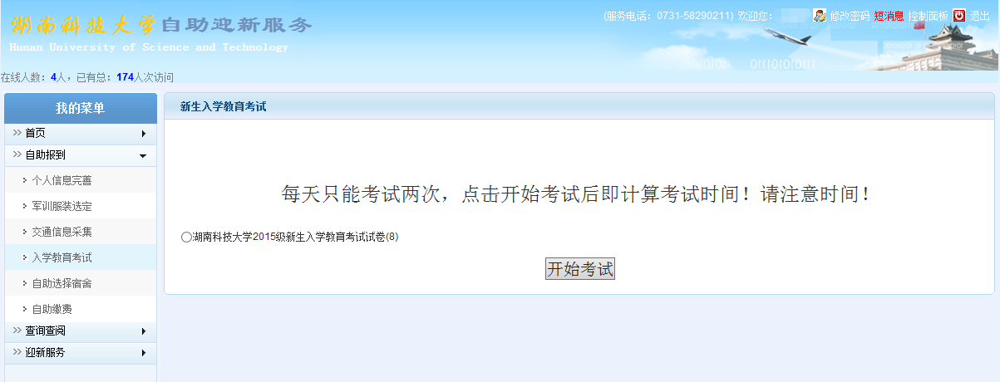 湖南科技大学自助迎新服务
Hunan University of Science and Technology
(服务电话：0731-58290211) 欢迎您： 修改密码 短消息 控制面板 退出
在线人数：4人，已有总：174人次访问
我的菜单
首页
自助报到
个人信息完善
军训服装选定
交通信息采集
入学教育考试
自助选择宿舍
自助缴费
查询查阅
迎新服务
新生入学教育考试
每天只能考试两次，点击开始考试后即计算考试时间！请注意时间！
湖南科技大学2015级新生入学教育考试试卷(8)
开始考试